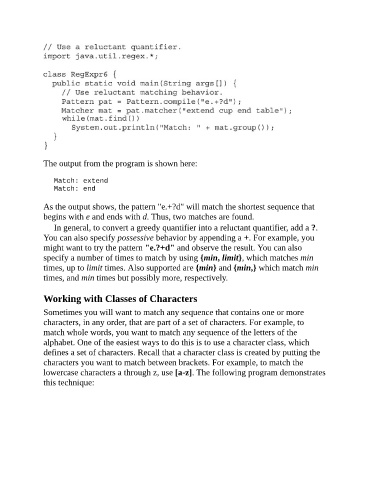 // Use a reluctant quantifier.
import java.util.regex.*;
class RegExpr6 {
public static void main(String args[]) {
// Use reluctant matching behavior.
Pattern pat = Pattern.compile("e.+?d");
Matcher mat = pat.matcher("extend cup end table");
while(mat.find())
System.out.println("Match: " + mat.group());
}
}
The output from the program is shown here:
Match: extend
Match: end
As the output shows, the pattern "e.+?d" will match the shortest sequence that
begins with e and ends with d. Thus, two matches are found.
In general, to convert a greedy quantifier into a reluctant quantifier, add a ?.
You can also specify possessive behavior by appending a +. For example, you
might want to try the pattern "e.?+d" and observe the result. You can also
specify a number of times to match by using {min, limit}, which matches min
times, up to limit times. Also supported are {min} and {min,} which match min
times, and min times but possibly more, respectively.
Working with Classes of Characters
Sometimes you will want to match any sequence that contains one or more
characters, in any order, that are part of a set of characters. For example, to
match whole words, you want to match any sequence of the letters of the
alphabet. One of the easiest ways to do this is to use a character class, which
defines a set of characters. Recall that a character class is created by putting the
characters you want to match between brackets. For example, to match the
lowercase characters a through z, use [a-z]. The following program demonstrates
this technique: